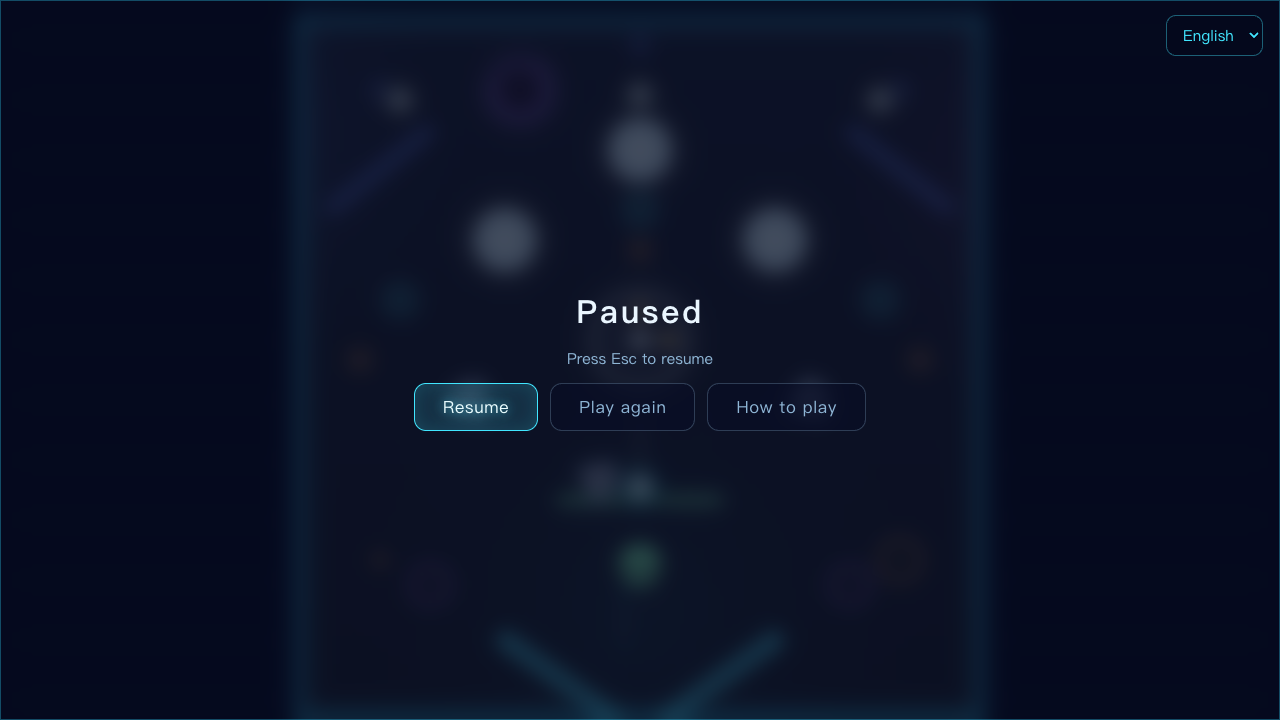 English
Paused
Press Esc to resume
Resume
Play again
How to play